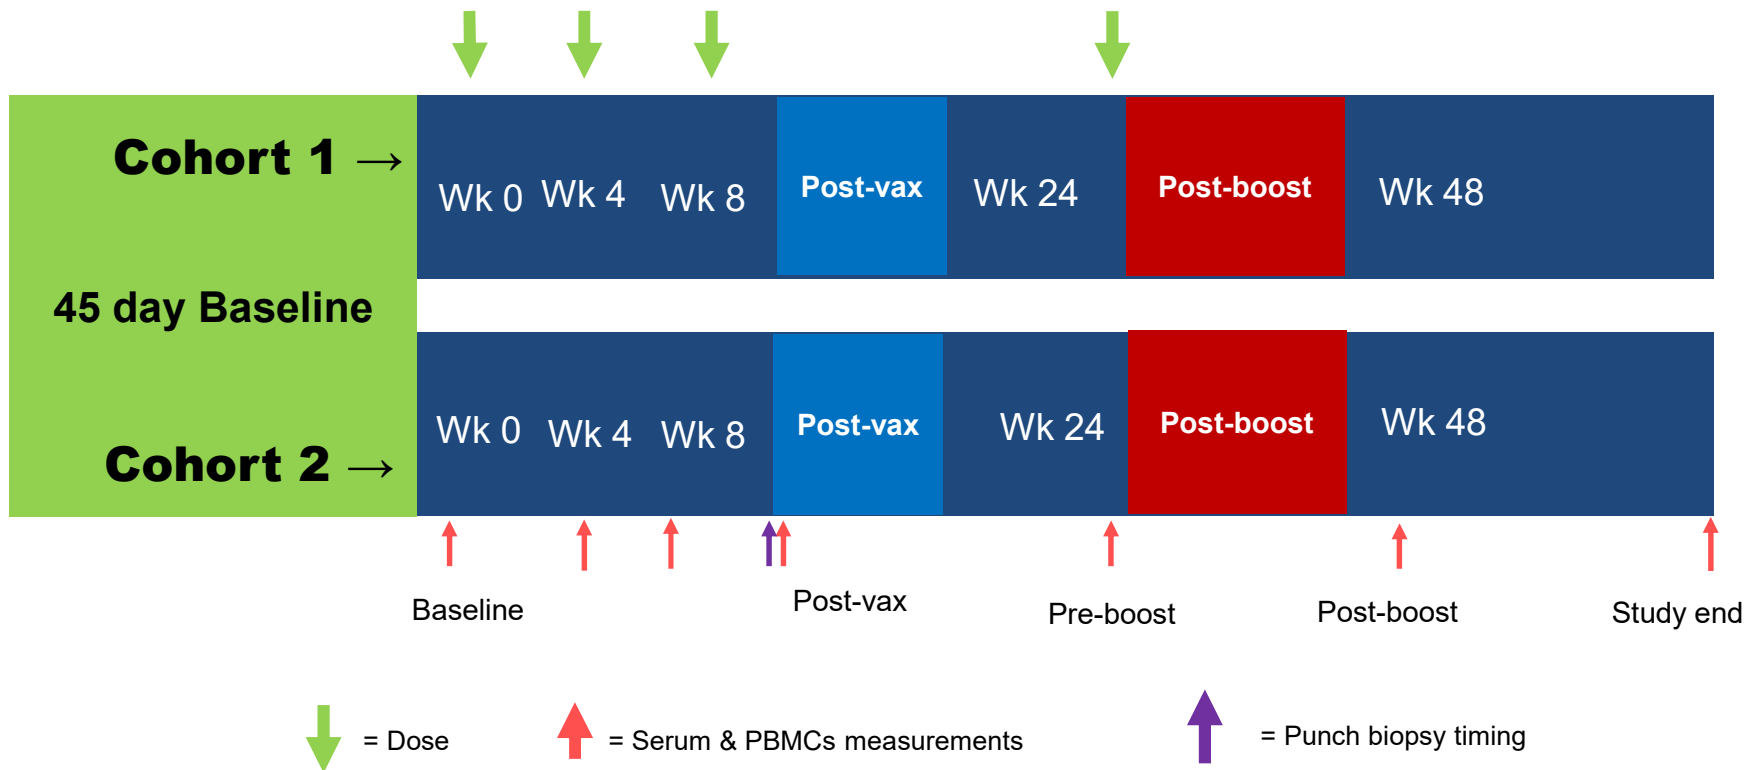 Cohort 1 →
Wk 0 Wk 4 Wk 8 Post-vax Wk 24 Post-boost Wk 48
45 day Baseline
Cohort 2 →
Wk 0 Wk 4 Wk 8 Post-vax Wk 24 Post-boost Wk 48
Baseline Post-vax Pre-boost Post-boost Study end
= Dose = Serum & PBMCs measurements = Punch biopsy timing